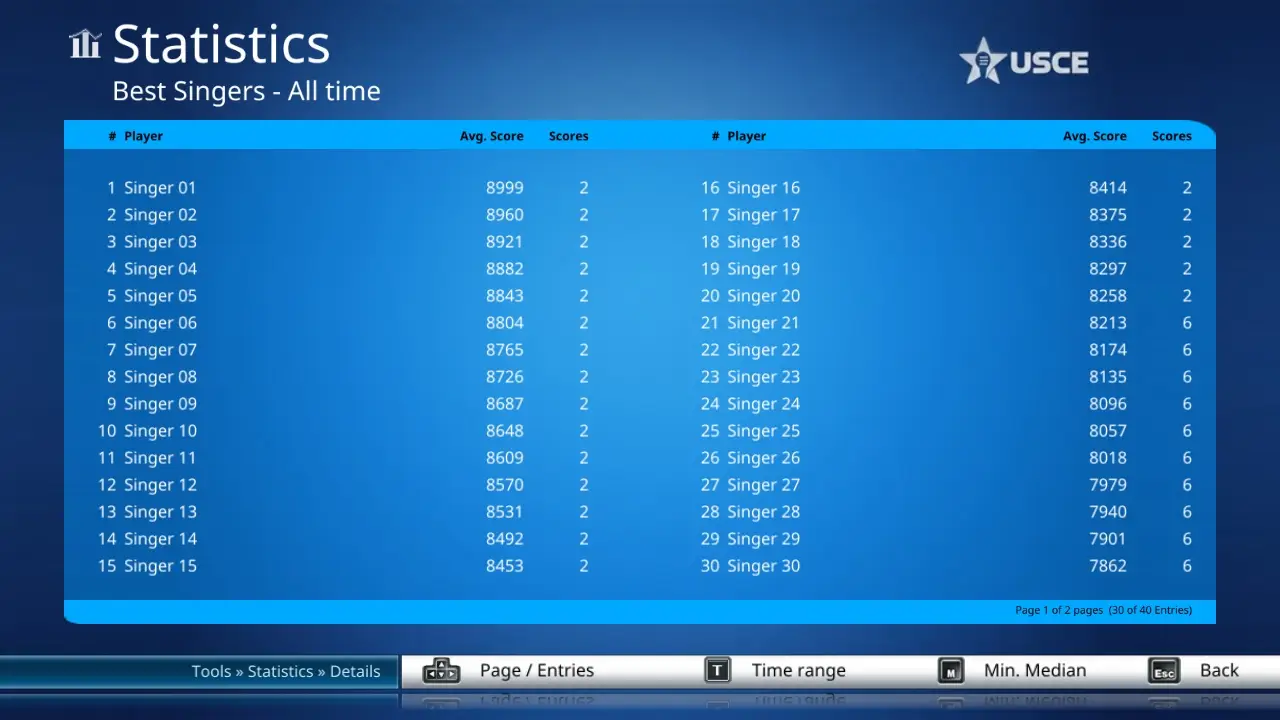 Statistics
Best Singers - All time
USCE
# Player Avg. Score Scores
1 Singer 01 8999 2
2 Singer 02 8960 2
3 Singer 03 8921 2
4 Singer 04 8882 2
5 Singer 05 8843 2
6 Singer 06 8804 2
7 Singer 07 8765 2
8 Singer 08 8726 2
9 Singer 09 8687 2
10 Singer 10 8648 2
11 Singer 11 8609 2
12 Singer 12 8570 2
13 Singer 13 8531 2
14 Singer 14 8492 2
15 Singer 15 8453 2
# Player Avg. Score Scores
16 Singer 16 8414 2
17 Singer 17 8375 2
18 Singer 18 8336 2
19 Singer 19 8297 2
20 Singer 20 8258 2
21 Singer 21 8213 6
22 Singer 22 8174 6
23 Singer 23 8135 6
24 Singer 24 8096 6
25 Singer 25 8057 6
26 Singer 26 8018 6
27 Singer 27 7979 6
28 Singer 28 7940 6
29 Singer 29 7901 6
30 Singer 30 7862 6
Page 1 of 2 pages (30 of 40 Entries)
Tools » Statistics » Details
Page / Entries
T Time range
M Min. Median
Esc Back